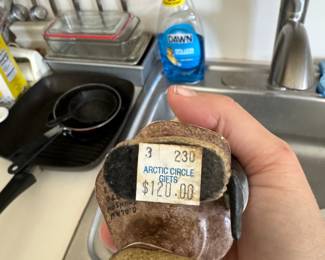 DAWN
3 230
ARCTIC CIRCLE
GIFTS
$120.00